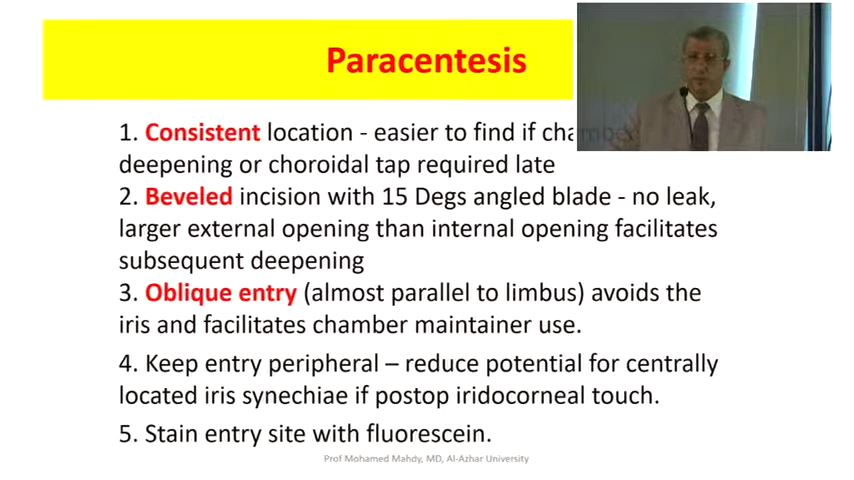 Paracentesis
1. Consistent location - easier to find if
deepening or choroidal tap required late
2. Beveled incision with 15 Degs angled blade - no leak,
larger external opening than internal opening facilitates
subsequent deepening
3. Oblique entry (almost parallel to limbus) avoids the
iris and facilitates chamber maintainer use.
4. Keep entry peripheral – reduce potential for centrally
located iris synechiae if postop iridocorneal touch.
5. Stain entry site with fluorescein.
Prof Mohamed Mahdy, MD, Al-Azhar University